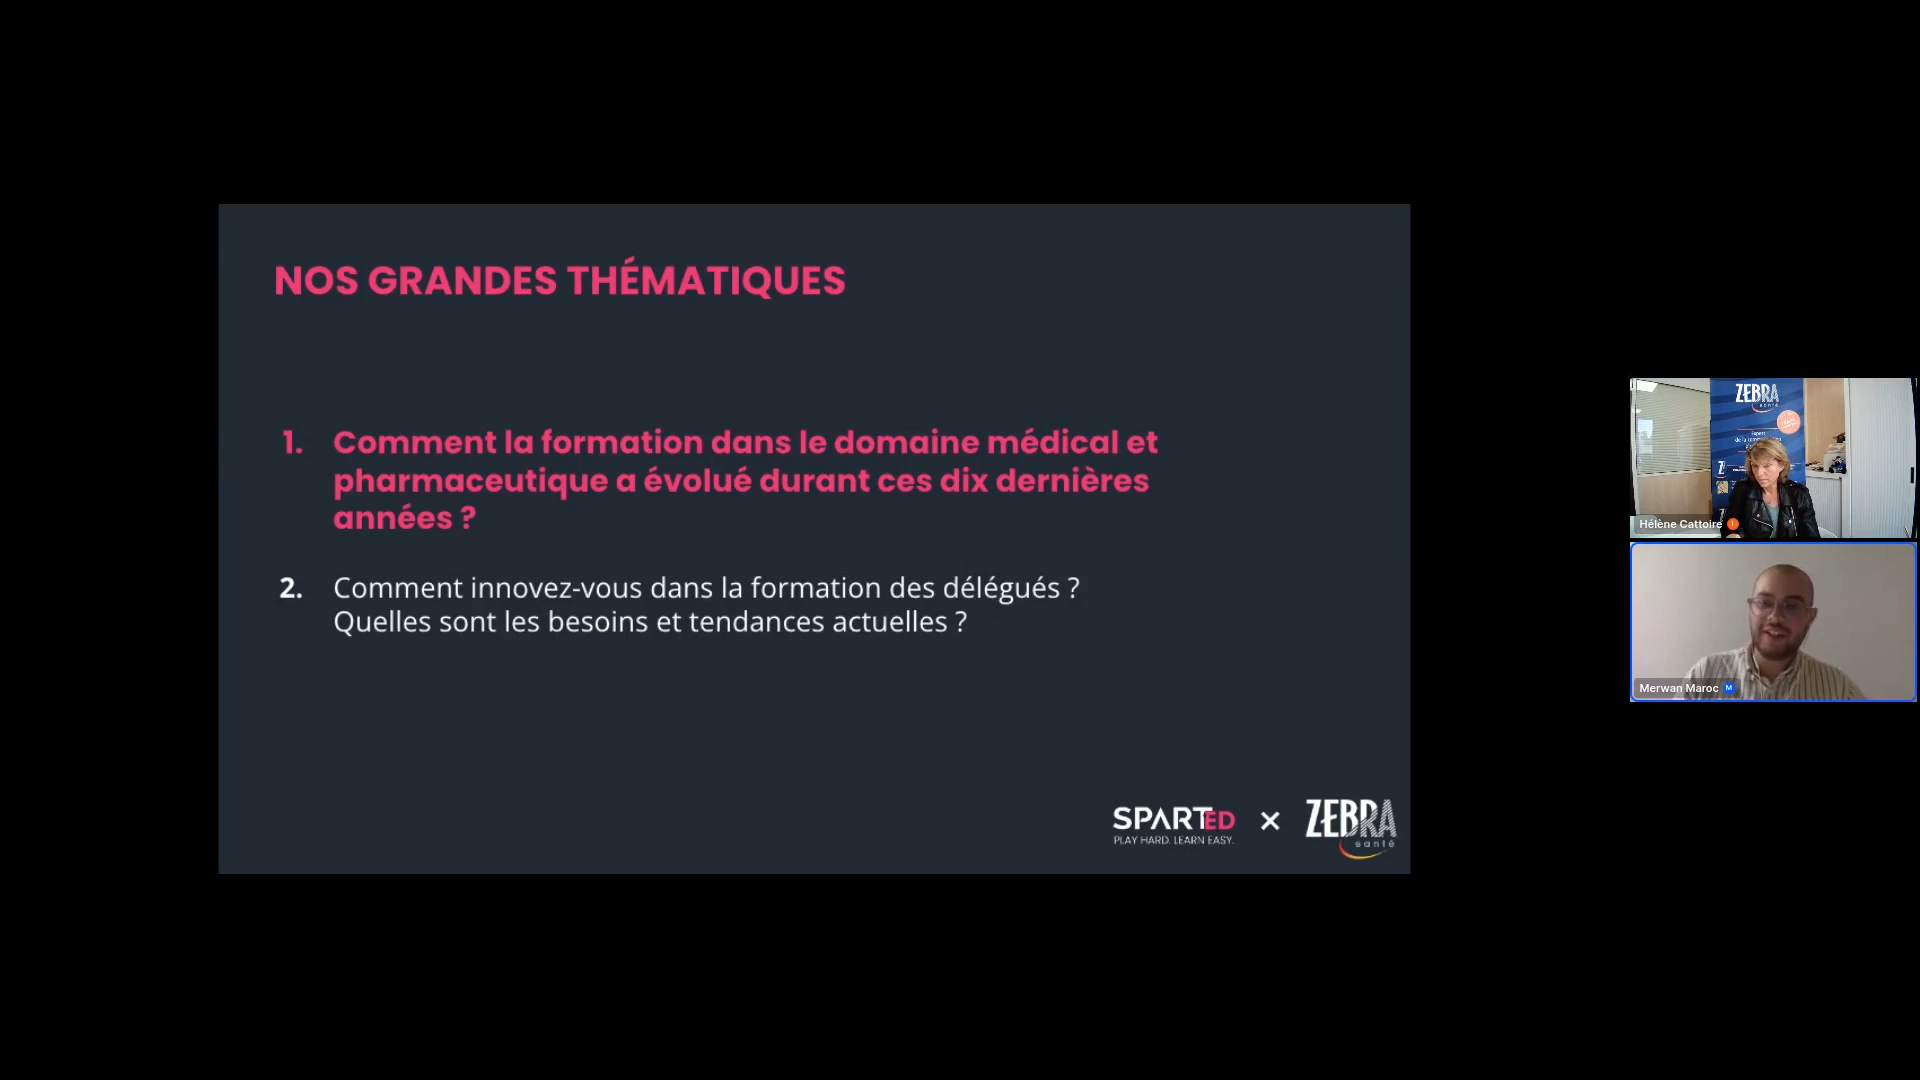 NOS GRANDES THÉMATIQUES
1. Comment la formation dans le domaine médical et
pharmaceutique a évolué durant ces dix dernières
années ?
2. Comment innovez-vous dans la formation des délégués ?
Quelles sont les besoins et tendances actuelles ?
SPARTED
PLAY HARD. LEARN EASY.
×
ZEBRA
santé
ZEBRA
santé
Hélène Cattoire
Merwan Maroc
M